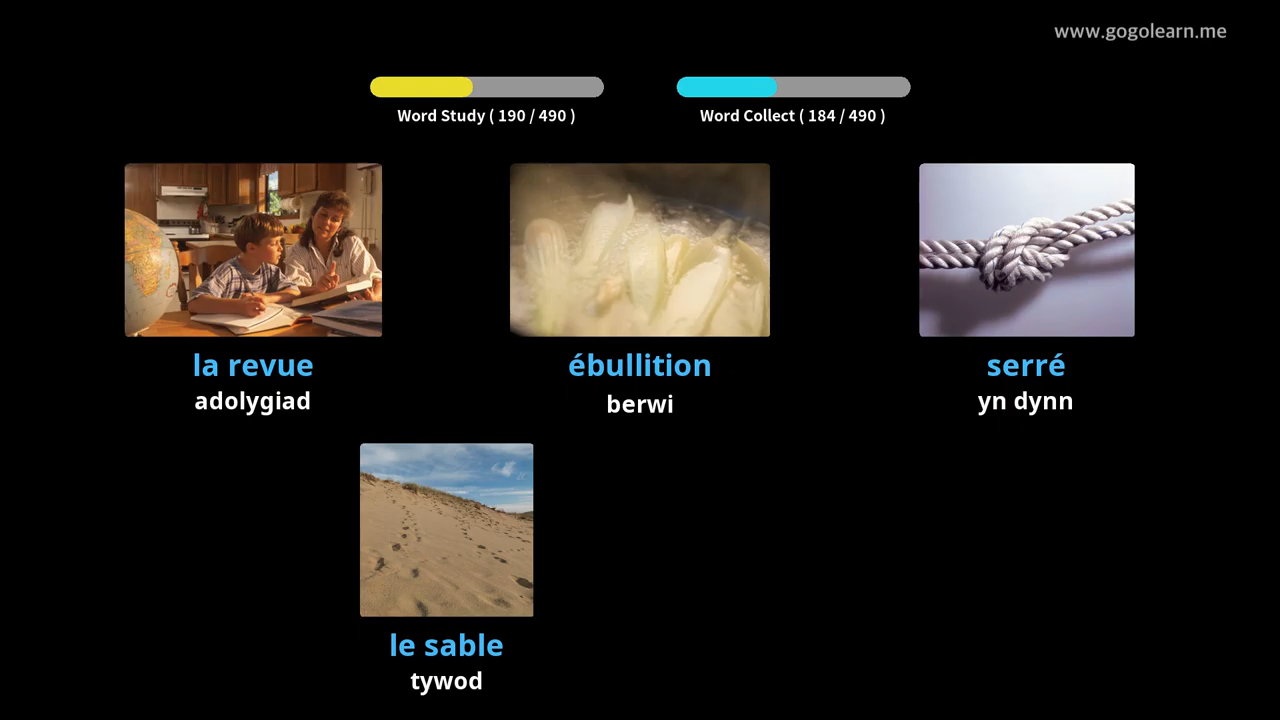 www.gogolearn.me
Word Study ( 190 / 490 )
Word Collect ( 184 / 490 )
la revue
adolygiad
ébullition
berwi
serré
yn dynn
le sable
tywod